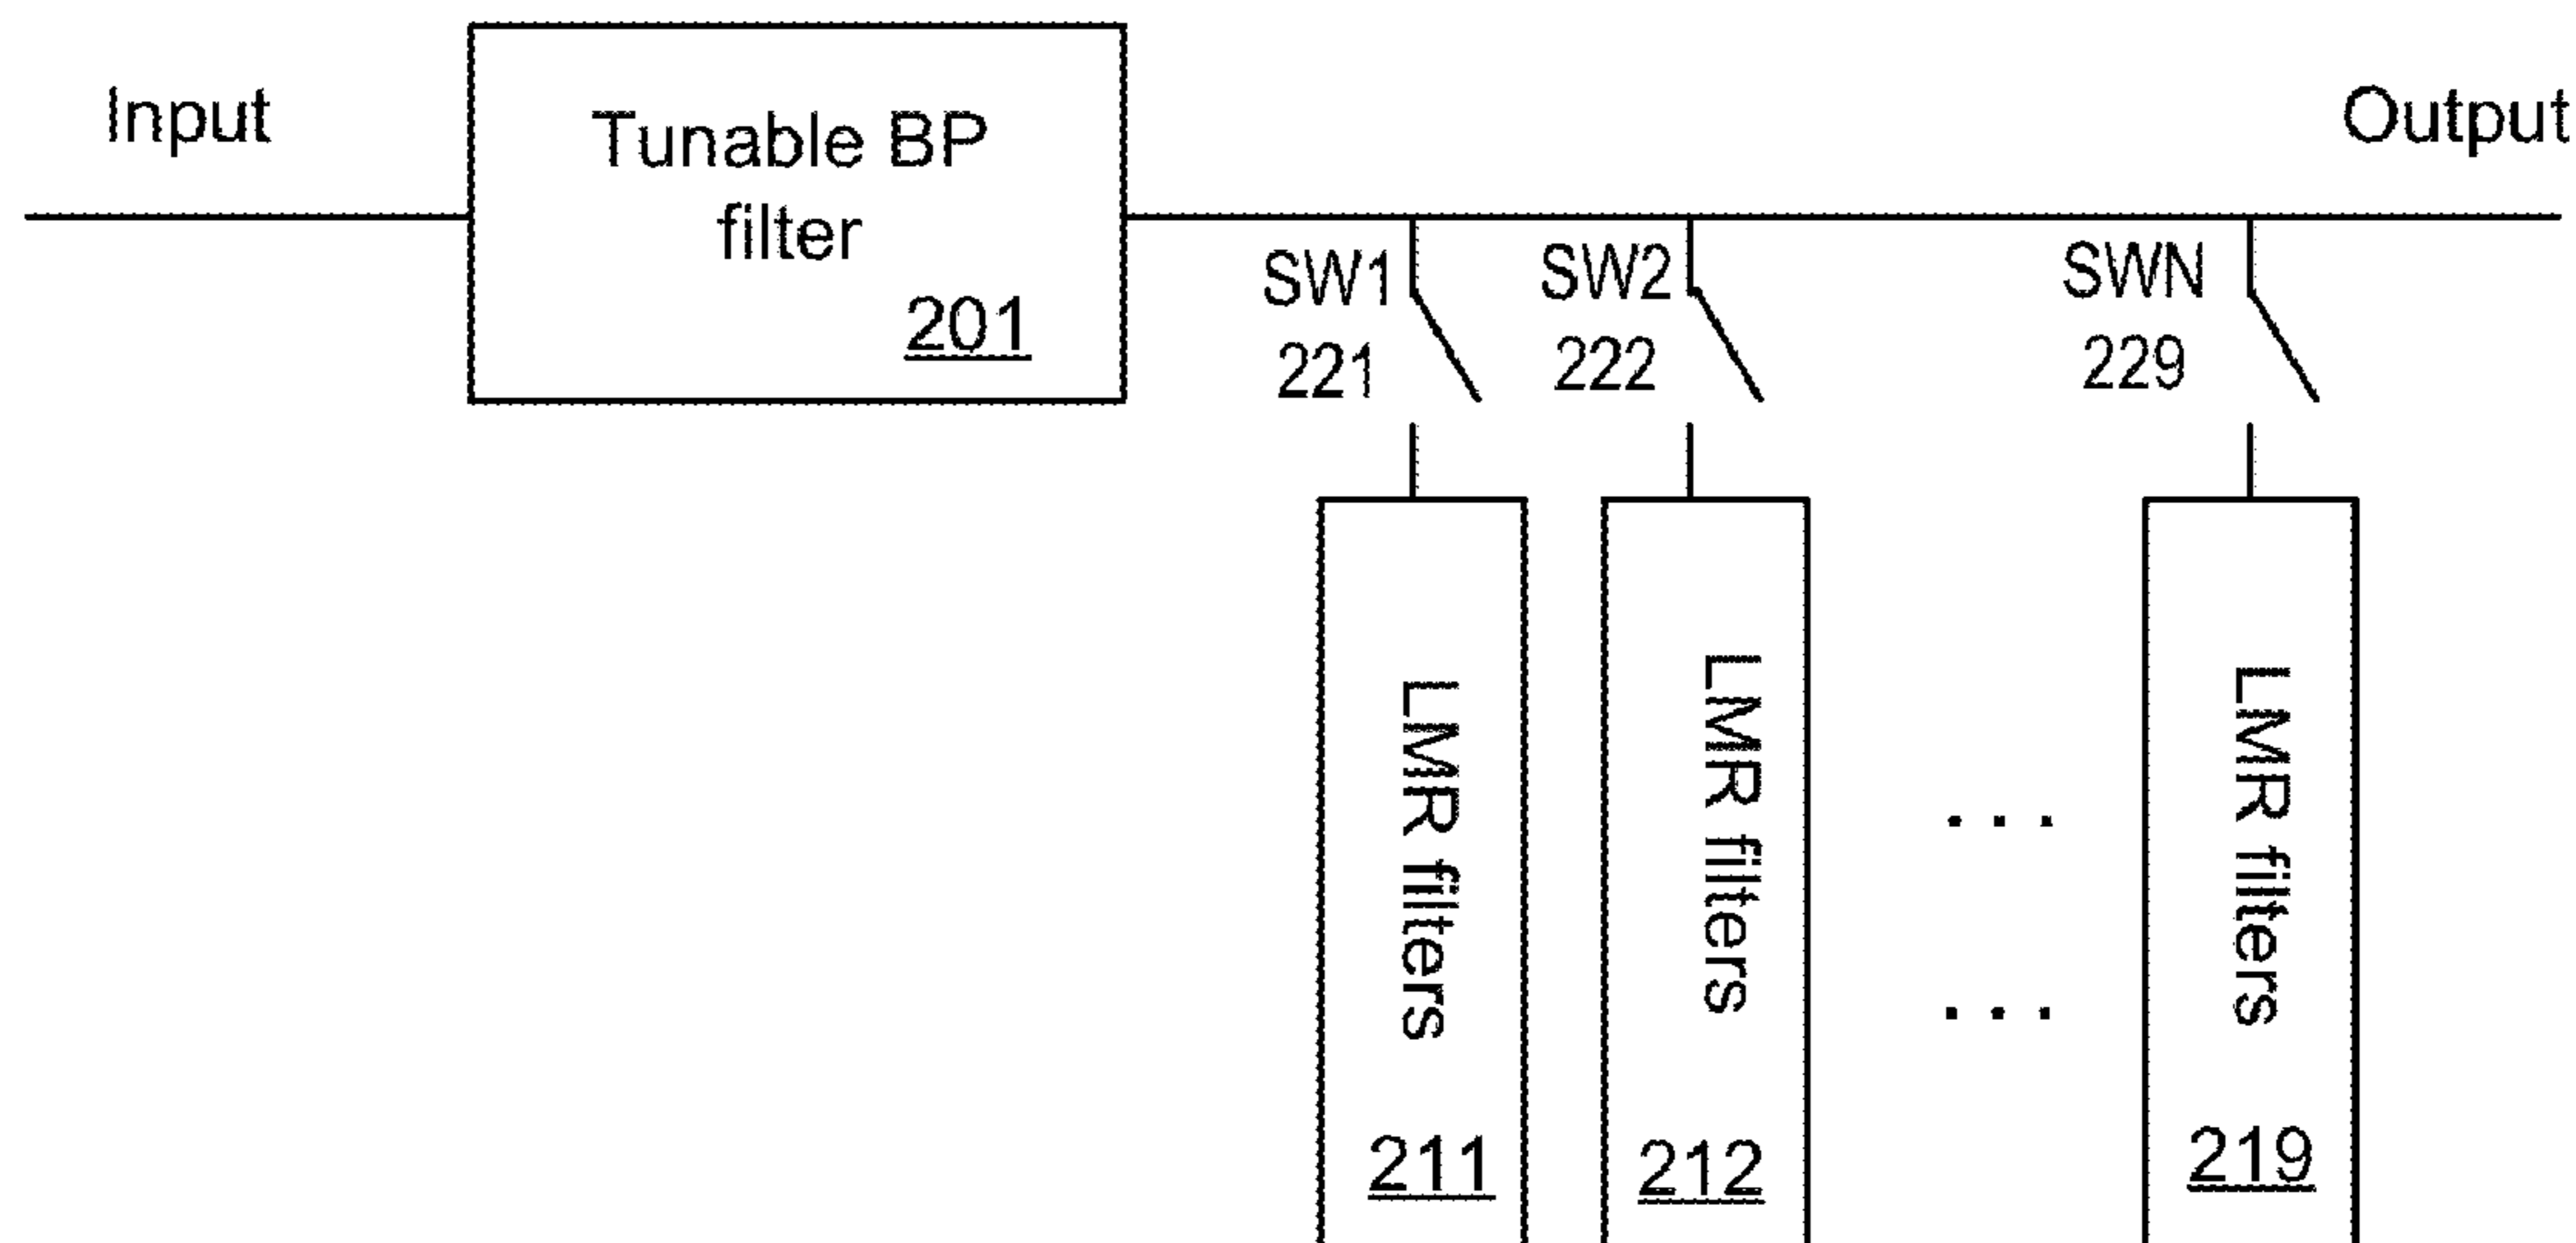 Input
Tunable BP
filter
201
Output
SW1
221
SW2
222
SWN
229
LMR filters
211
LMR filters
212
. . .
. . .
LMR filters
219